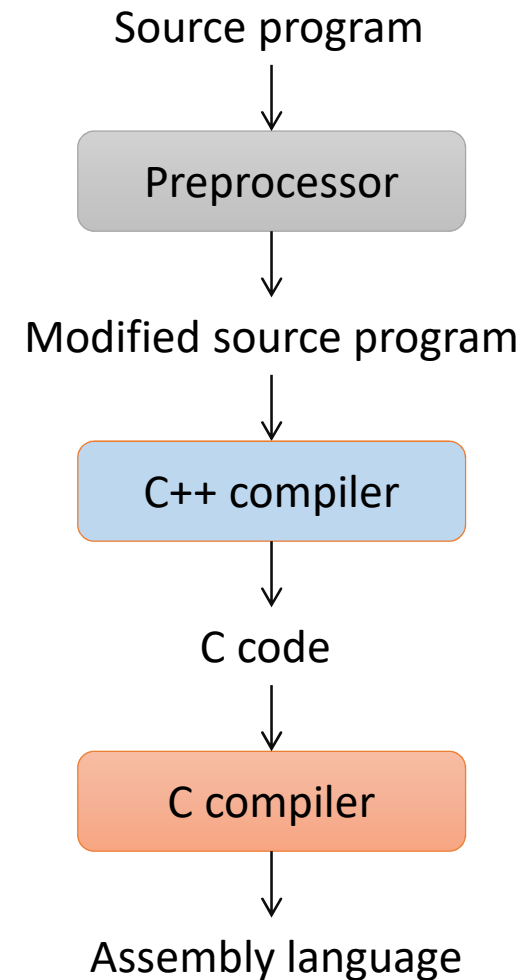 Source program
Preprocessor
Modified source program
C++ compiler
C code
C compiler
Assembly language